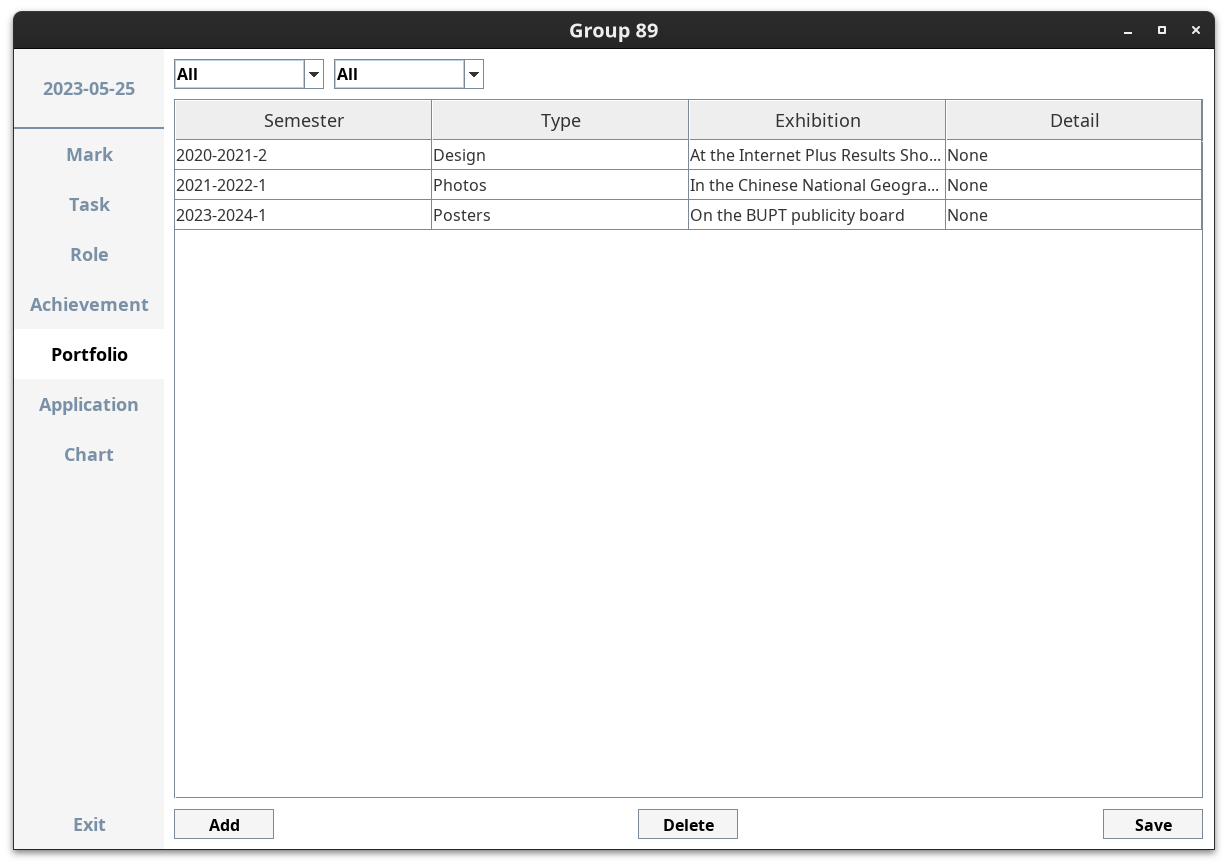 Group 89
2023-05-25
Mark
Task
Role
Achievement
Portfolio
Application
Chart
Exit
All All
Semester Type Exhibition Detail
2020-2021-2 Design At the Internet Plus Results Sho... None
2021-2022-1 Photos In the Chinese National Geogra... None
2023-2024-1 Posters On the BUPT publicity board None
Add Delete Save